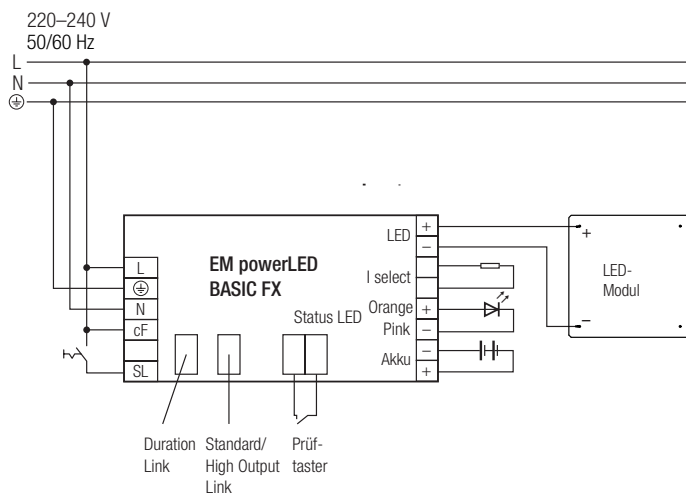 220–240 V
50/60 Hz
L
N
EM powerLED
BASIC FX
L
N
cF
SL
Status LED
LED
+
−
I select
Orange
+
Pink
−
Akku
−
+
+
−
LED-
Modul
Duration
Link
Standard/
High Output
Link
Prüf-
taster